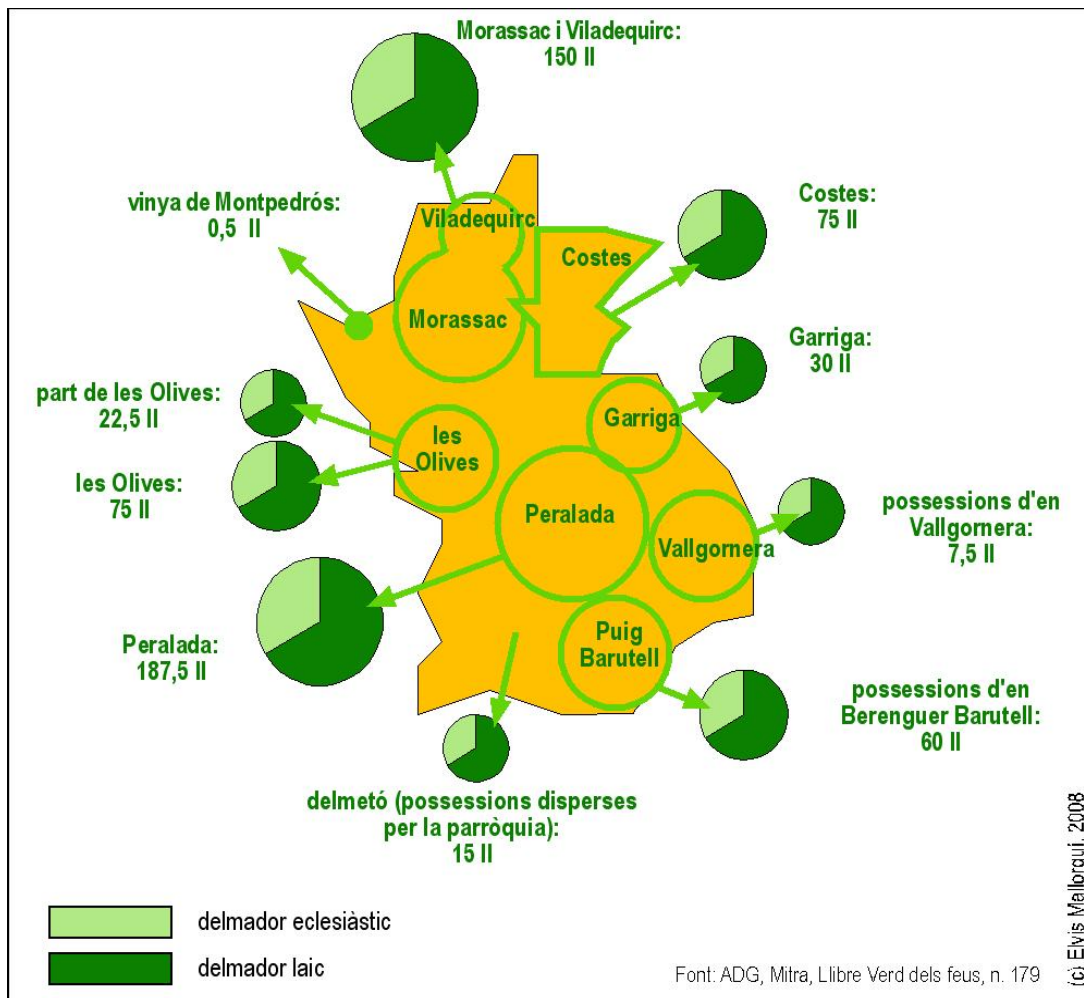 Morassac i Viladequirc:
150 ll
vinya de Montpedrós:
0,5 ll
Viladequirc
Costes:
75 ll
Costes
Morassac
Garriga:
30 ll
part de les Olives:
22,5 ll
Garriga
les
Olives
les Olives:
75 ll
Peralada
possessions d'en
Vallgornera:
7,5 ll
Vallgornera
Peralada:
187,5 ll
Puig
Barutell
possessions d'en
Berenguer Barutell:
60 ll
delmetó (possessions disperses
per la parròquia):
15 ll
delmador eclesiàstic
delmador laic
Font: ADG, Mitra, Llibre Verd dels feus, n. 179
(c) Elvis Mallorquí, 2008